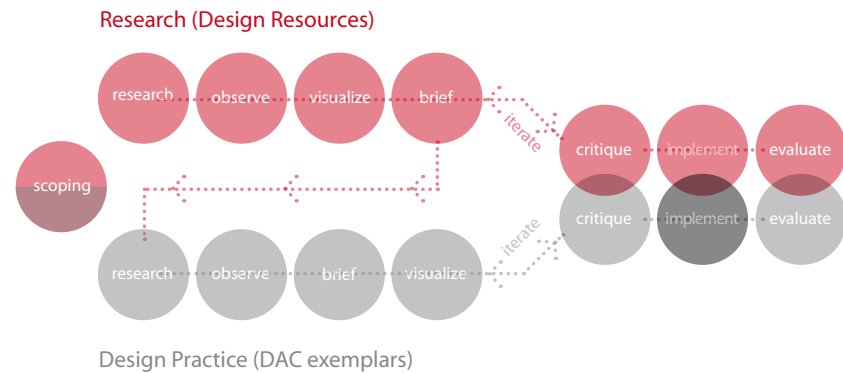 Research (Design Resources)
research observe visualize brief
iterate
critique implement evaluate
scoping
critique implement evaluate
iterate
research observe brief visualize
Design Practice (DAC exemplars)